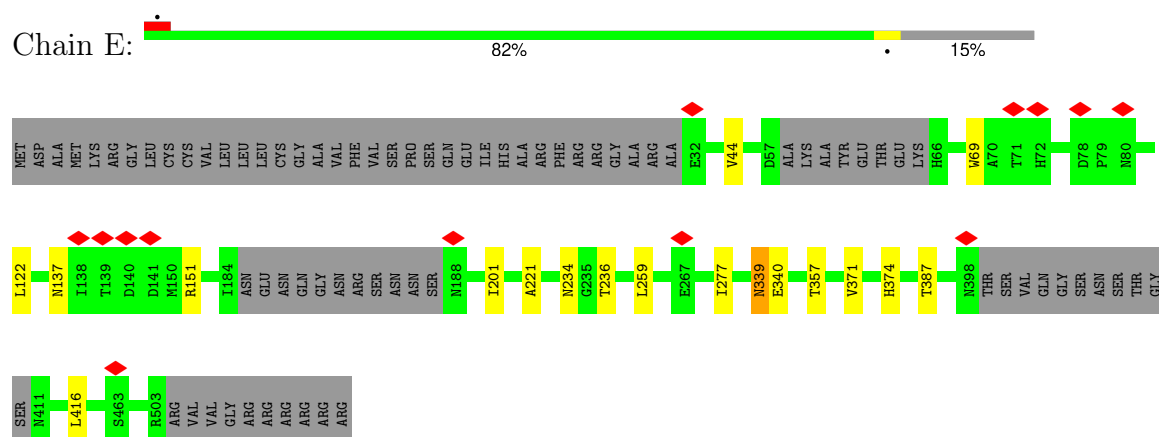 Chain E:
82%
15%
MET ASP ALA MET LYS ARG GLY LEU CYS CYS VAL LEU LEU LEU CYS GLY ALA VAL PHE VAL SER PRO SER GLN GLU ILE HIS ALA ARG PHE ARG ARG GLY ALA ARG ALA E32 V44 D57 ALA LYS ALA TYR GLU THR GLU LYS H66 W69 A70 T71 H72 D78 P79 N80
L122 N137 I138 T139 D140 D141 M150 R151 I184 ASN GLU ASN GLN GLY ASN ARG SER ASN ASN SER N188 I201 A221 N234 G235 T236 L259 E267 I277 N339 E340 T357 V371 H374 T387 N398 THR SER VAL GLN GLY SER ASN SER THR GLY
SER N411 L416 S463 R503 ARG VAL VAL GLY ARG ARG ARG ARG ARG ARG